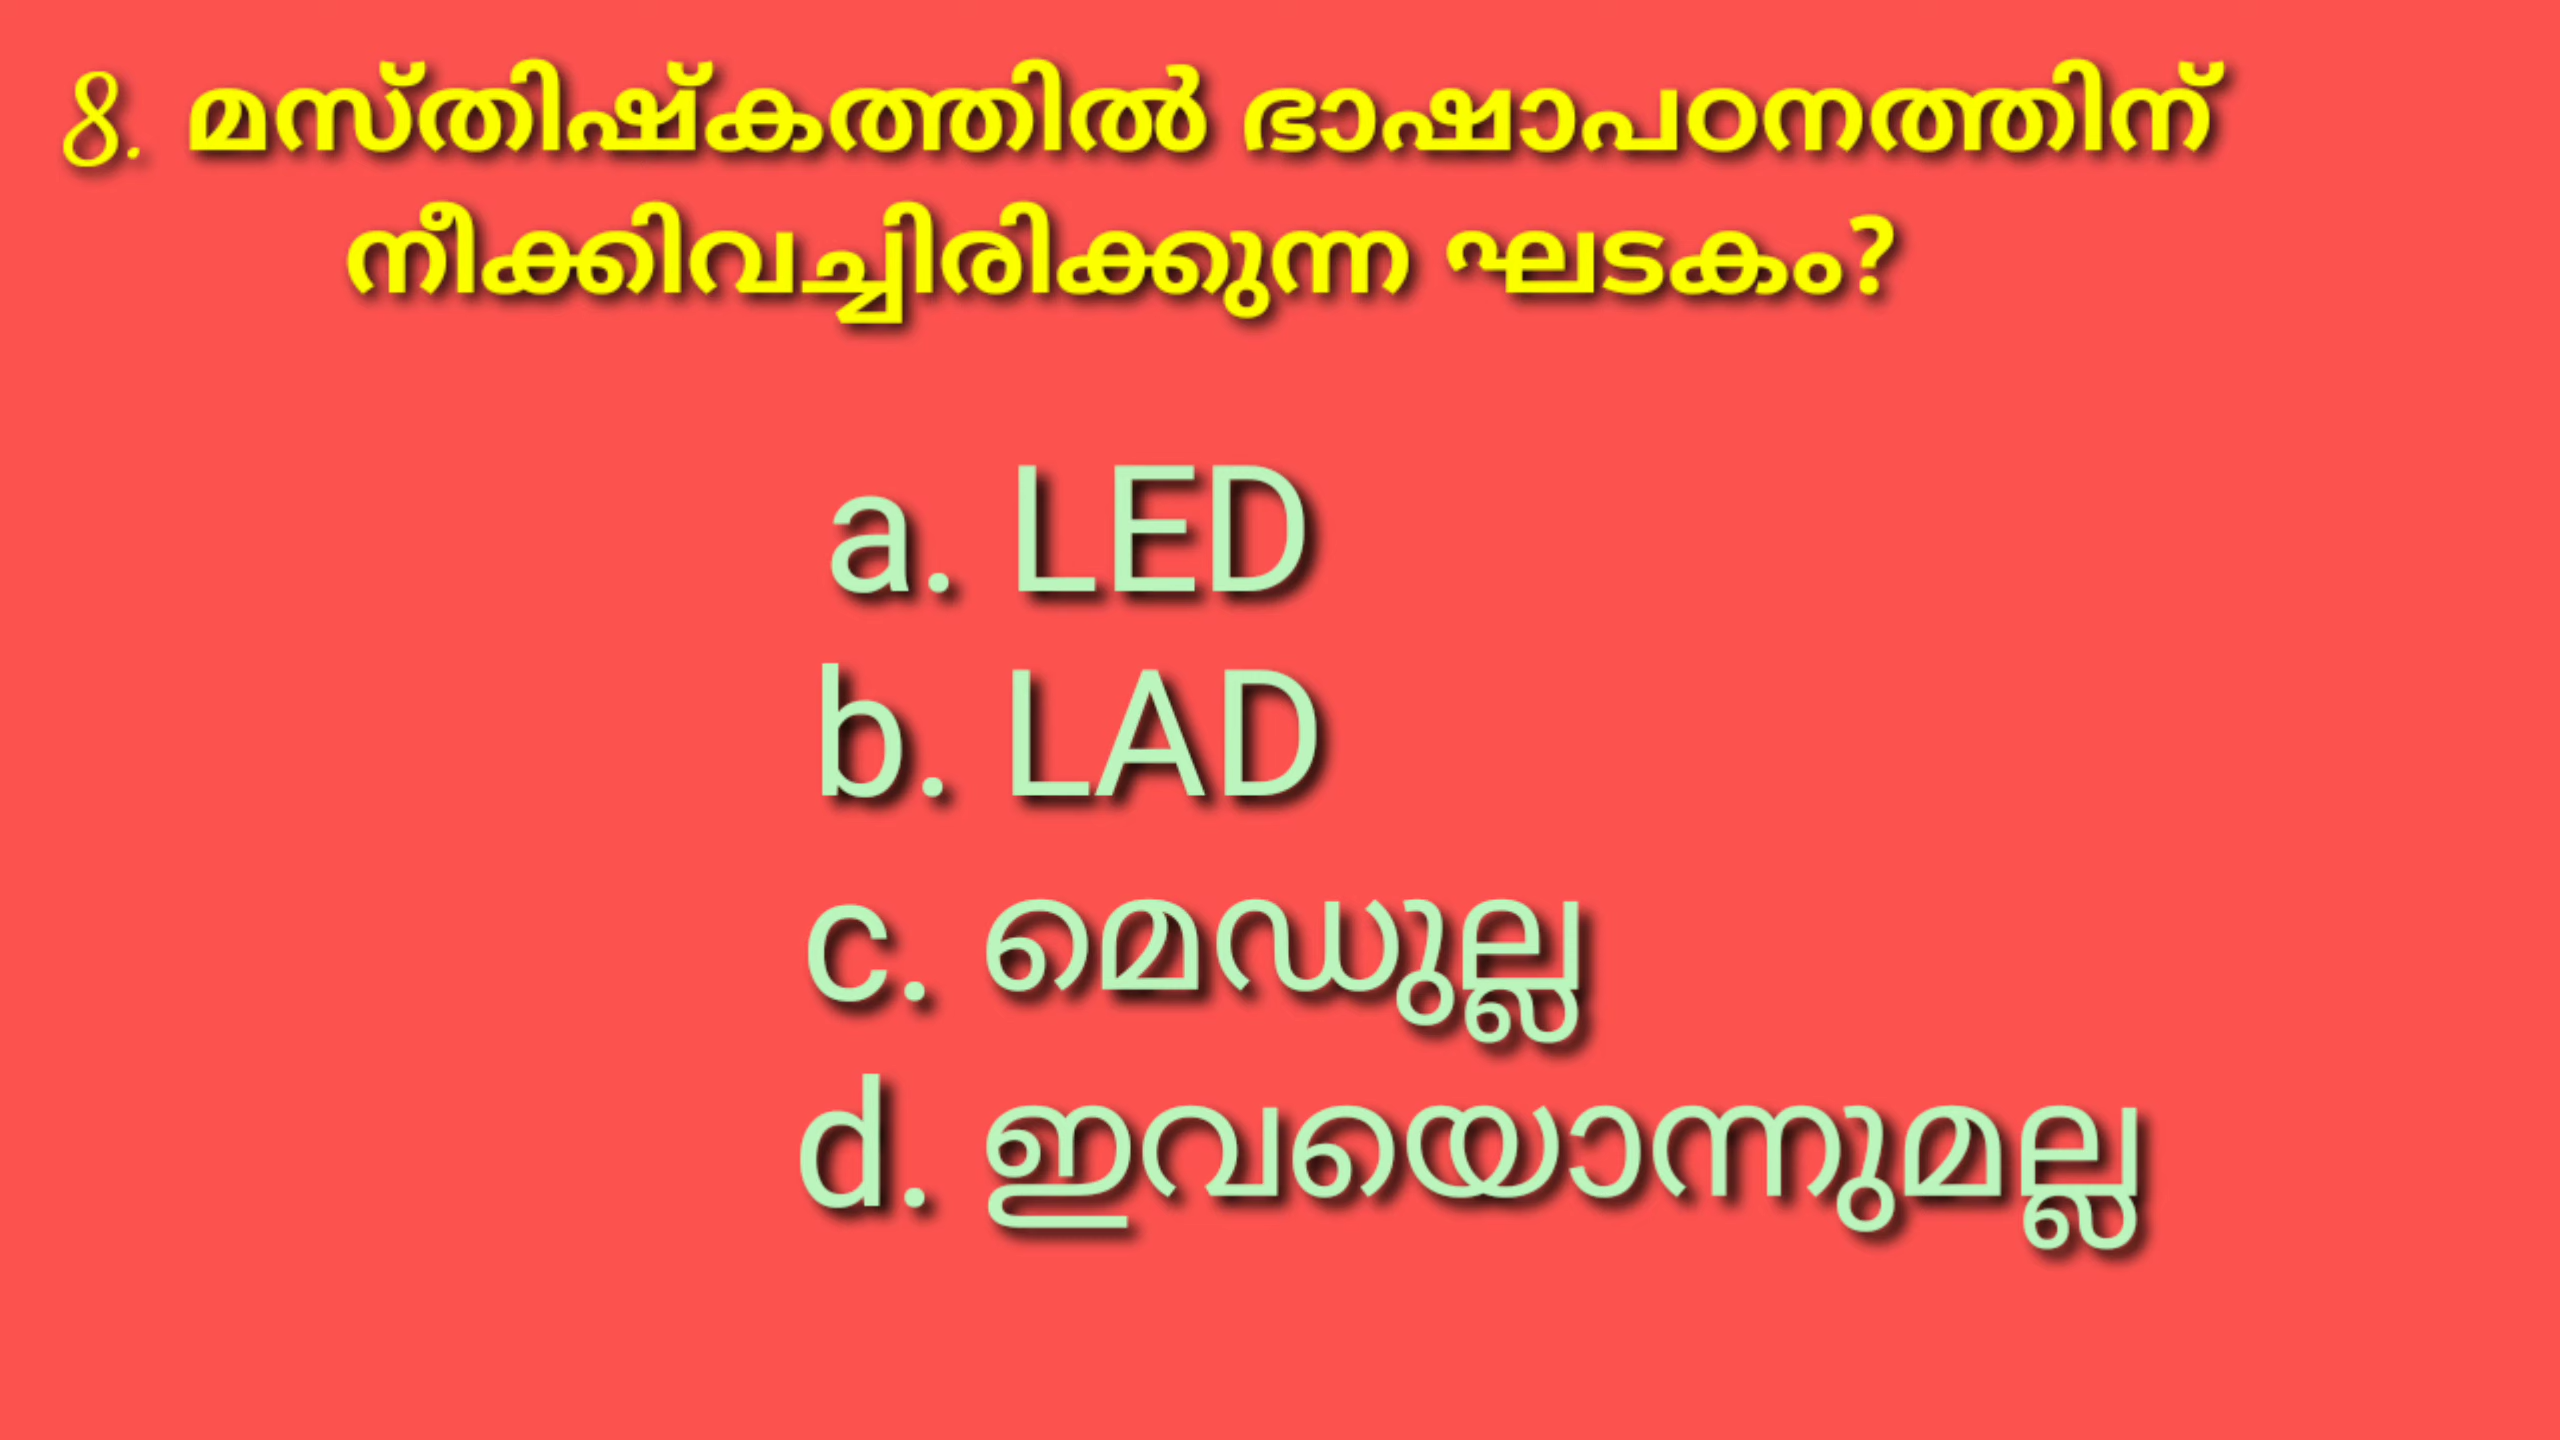 8. മസ്തിഷ്കത്തിൽ ഭാഷാപഠനത്തിന്
നീക്കിവച്ചിരിക്കുന്ന ഘടകം?
a. LED
b. LAD
c. മെഡുല്ല
d. ഇവയൊന്നുമല്ല